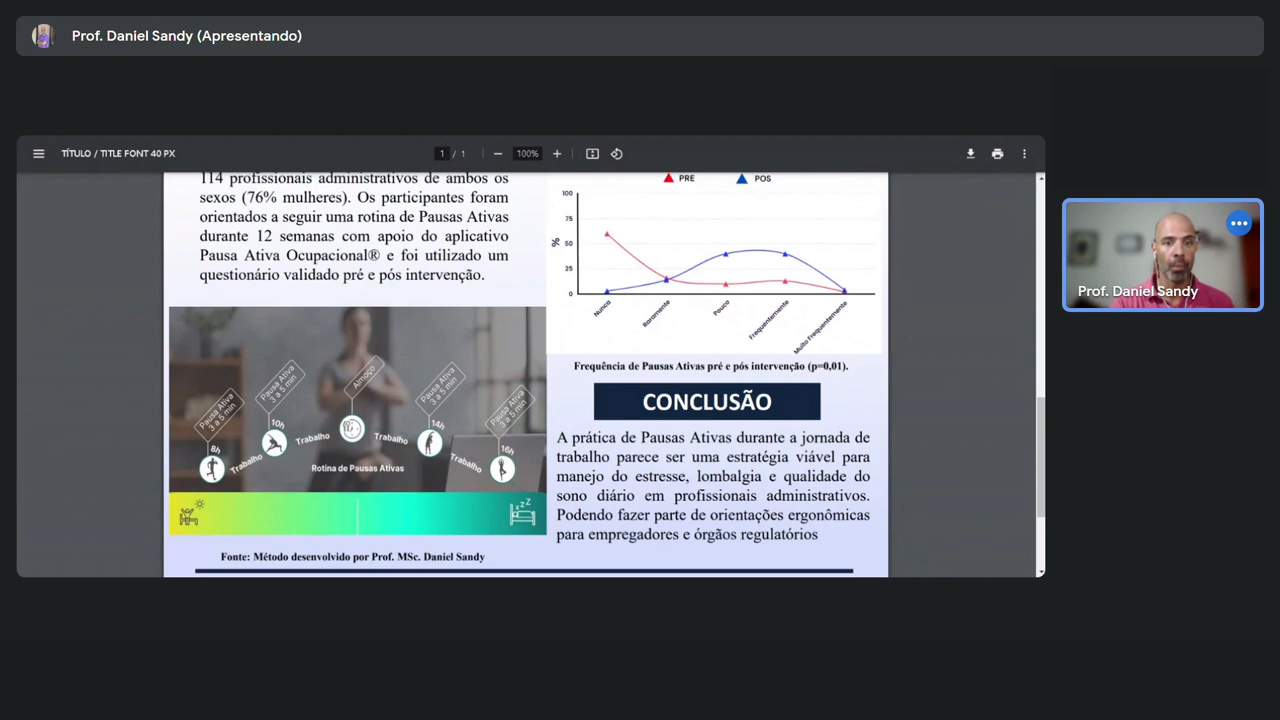 Prof. Daniel Sandy (Apresentando)
TÍTULO / TITLE FONT 40 PX
1 / 1
100%
114 profissionais administrativos de ambos os
sexos (76% mulheres). Os participantes foram
orientados a seguir uma rotina de Pausas Ativas
durante 12 semanas com apoio do aplicativo
Pausa Ativa Ocupacional® e foi utilizado um
questionário validado pré e pós intervenção.
Pausa Ativa
3 a 5 min
Pausa Ativa
3 a 5 min
Almoço
Pausa Ativa
3 a 5 min
Pausa Ativa
3 a 5 min
8h
10h
14h
16h
Trabalho
Trabalho
Trabalho
Trabalho
Rotina de Pausas Ativas
Fonte: Método desenvolvido por Prof. MSc. Daniel Sandy
PRE
POS
%
100
75
50
25
0
Nunca
Raramente
Pouco
Frequentemente
Muito Frequentemente
Frequência de Pausas Ativas pré e pós intervenção (p=0,01).
CONCLUSÃO
A prática de Pausas Ativas durante a jornada de
trabalho parece ser uma estratégia viável para
manejo do estresse, lombalgia e qualidade do
sono diário em profissionais administrativos.
Podendo fazer parte de orientações ergonômicas
para empregadores e órgãos regulatórios
Prof. Daniel Sandy